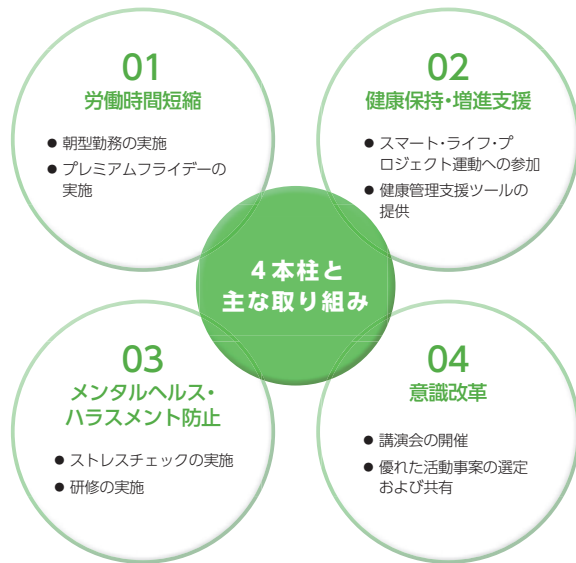 01
労働時間短縮
● 朝型勤務の実施
● プレミアムフライデーの
実施
02
健康保持・増進支援
● スマート・ライフ・プ
ロジェクト運動への参加
● 健康管理支援ツールの
提供
4本柱と
主な取り組み
03
メンタルヘルス・
ハラスメント防止
● ストレスチェックの実施
● 研修の実施
04
意識改革
● 講演会の開催
● 優れた活動事案の選定
および共有